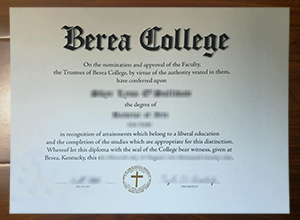 Berea College
On the nomination and approval of the Faculty,
the Trustees of Berea College, by virtue of the authority vested in them,
have conferred upon
the degree of
in recognition of attainments which belong to a liberal education
and the completion of the studies which are appropriate for this distinction.
Whereof let this diploma with the seal of the College bear witness, given at
Berea, Kentucky, this